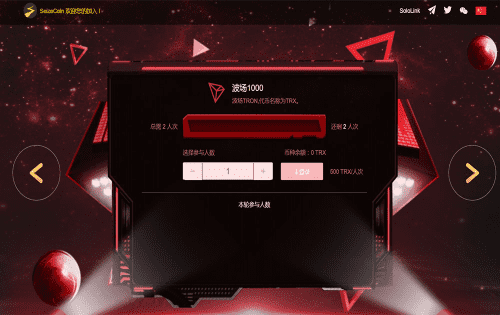 SeizeCoin 欢迎您的加入！
SoloLink
波场1000
波场TRON,代币名称为TRX。
总需 2 人次
还需 2 人次
选择参与人数
币种余额：0 TRX
− 1 +
500 TRX/人次
本轮参与人数